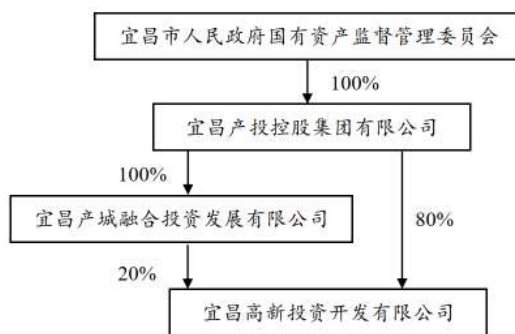 宜昌市人民政府国有资产监督管理委员会
100%
宜昌产投控股集团有限公司
100%
宜昌产城融合投资发展有限公司
80%
20%
宜昌高新投资开发有限公司